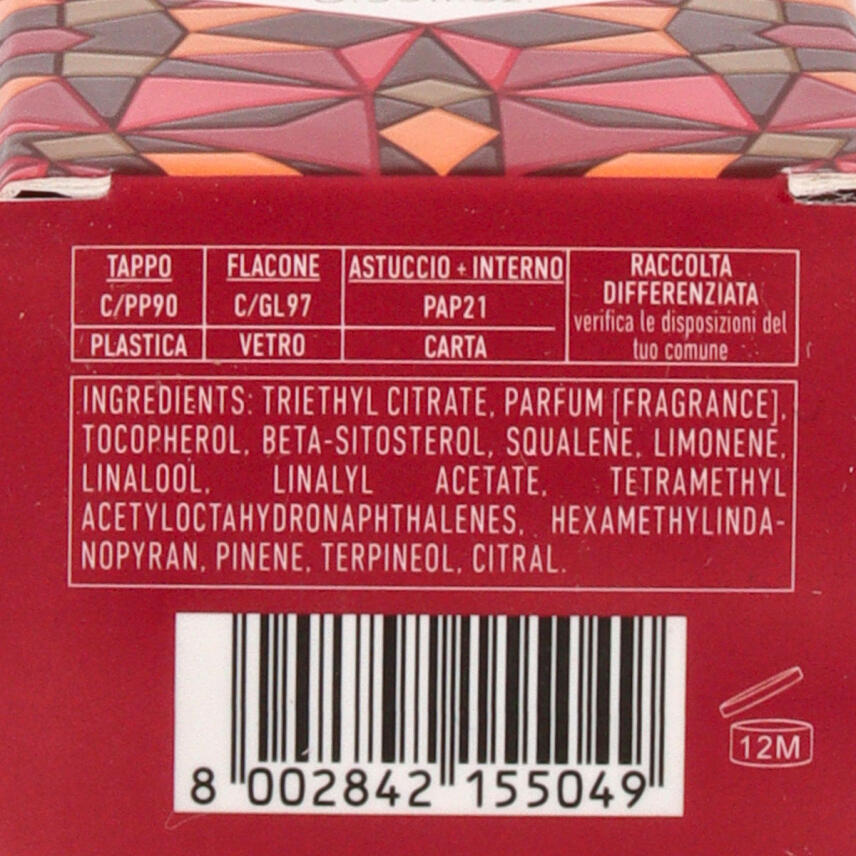 TAPPO
C/PP90
PLASTICA
FLACONE
C/GL97
VETRO
ASTUCCIO + INTERNO
PAP21
CARTA
RACCOLTA
DIFFERENZIATA
verifica le disposizioni del
tuo comune
INGREDIENTS: TRIETHYL CITRATE, PARFUM [FRAGRANCE],
TOCOPHEROL, BETA-SITOSTEROL, SQUALENE, LIMONENE,
LINALOOL, LINALYL ACETATE, TETRAMETHYL
ACETYLOCTAHYDRONAPHTHALENES, HEXAMETHYLINDA-
NOPYRAN, PINENE, TERPINEOL, CITRAL.
8 002842 155049
12M